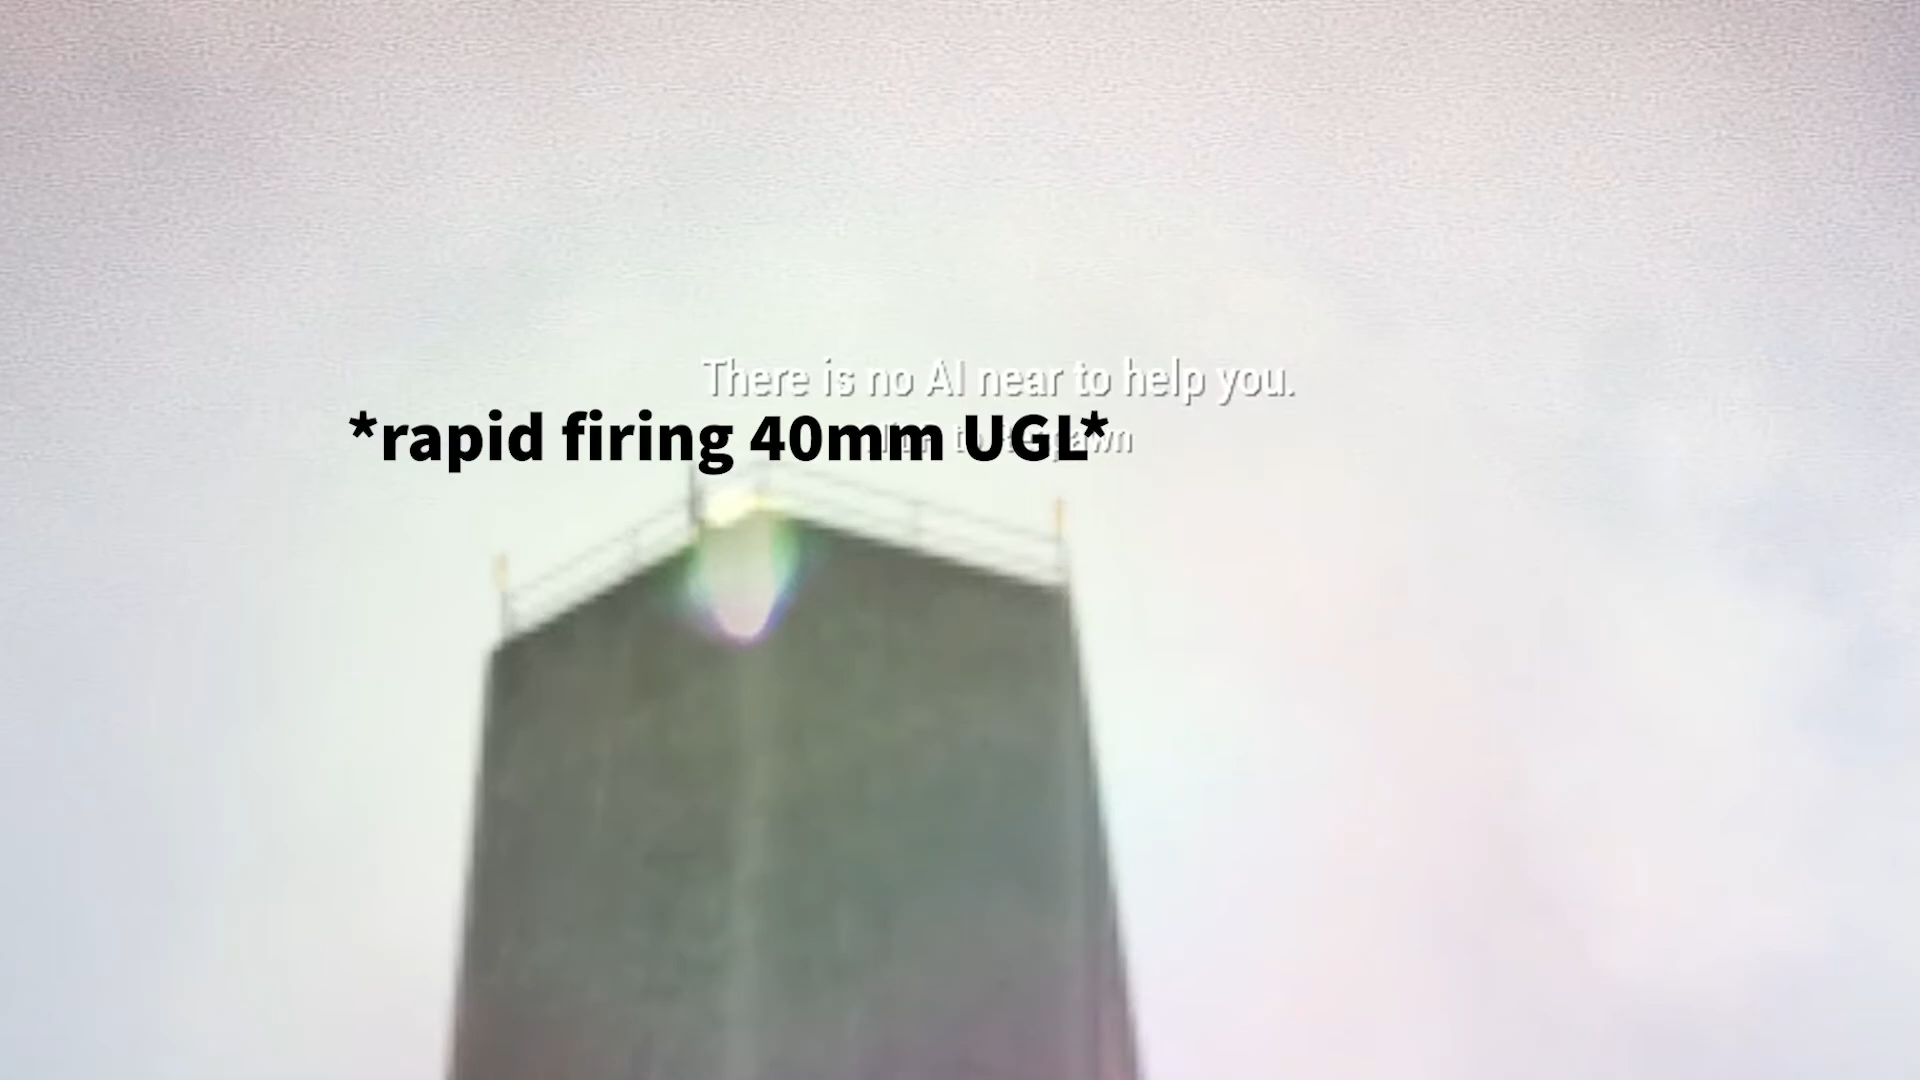 There is no AI near to help you.
*rapid firing 40mm UGL*